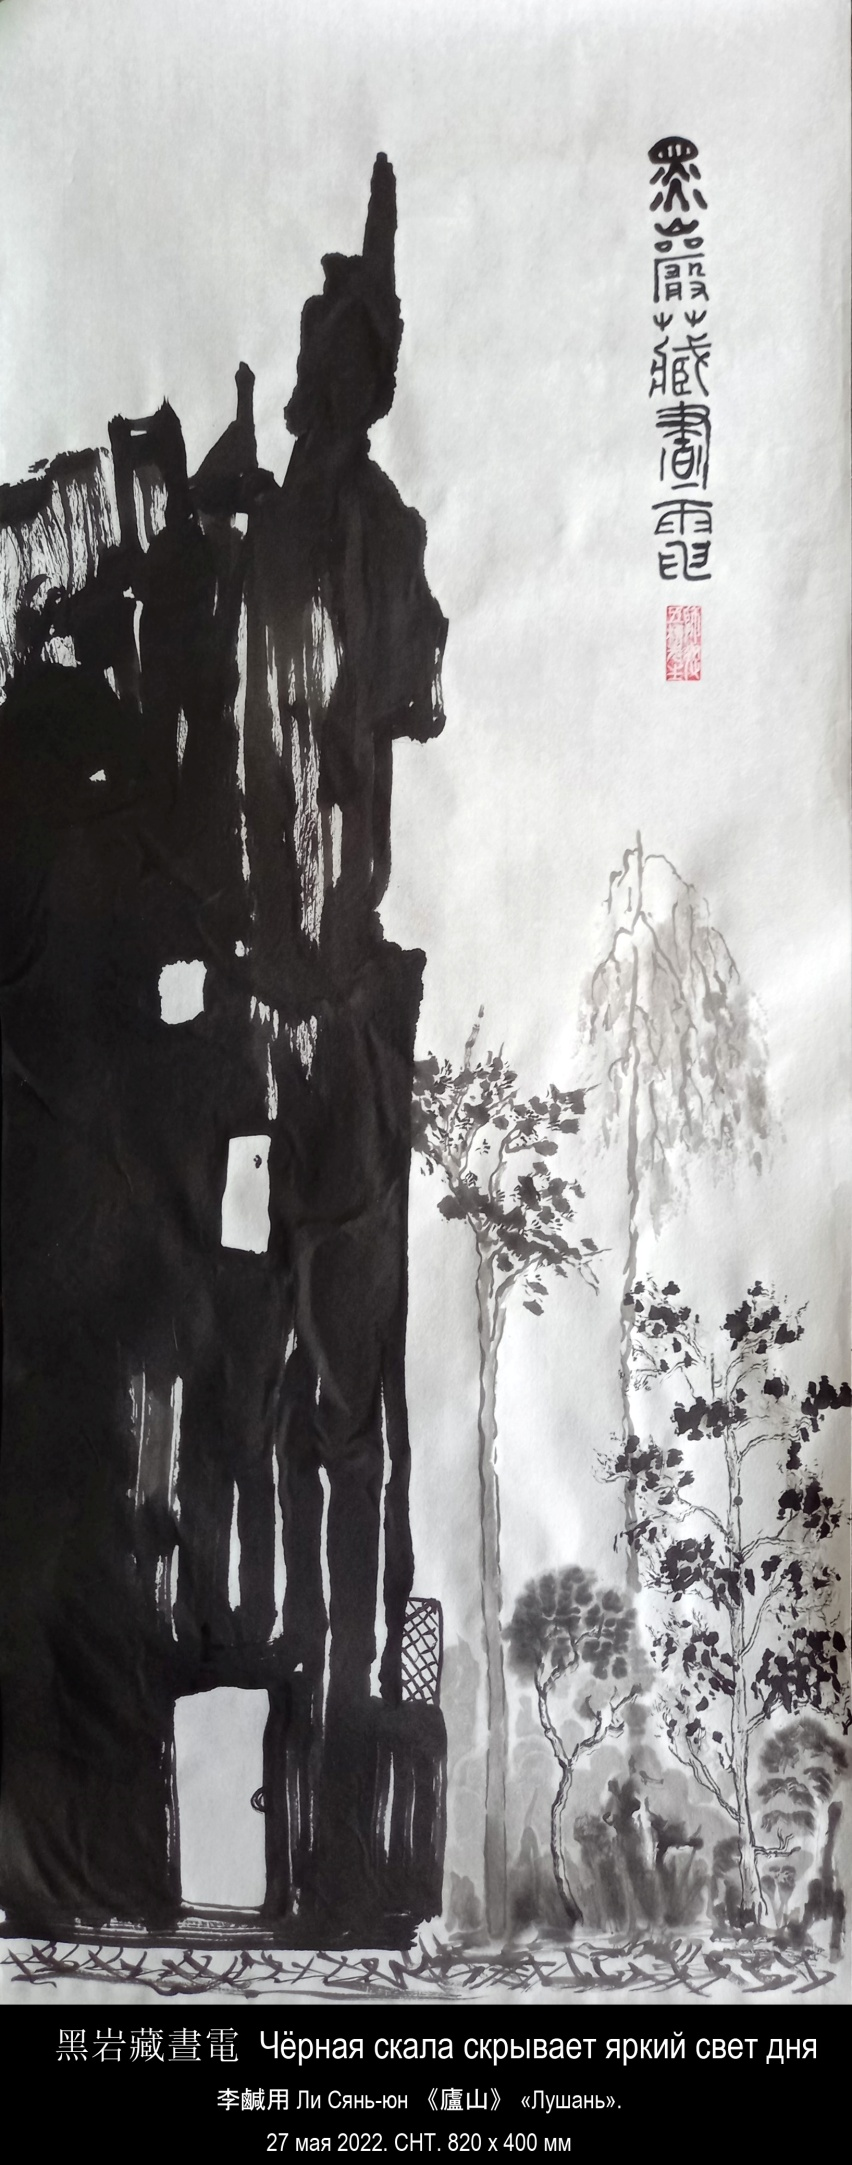 黑巖藏晝電
黑岩藏晝電 Чёрная скала скрывает яркий свет дня
李鹹用 Ли Сянь-юн 《廬山》 «Лушань».
27 мая 2022. СНТ. 820 х 400 мм